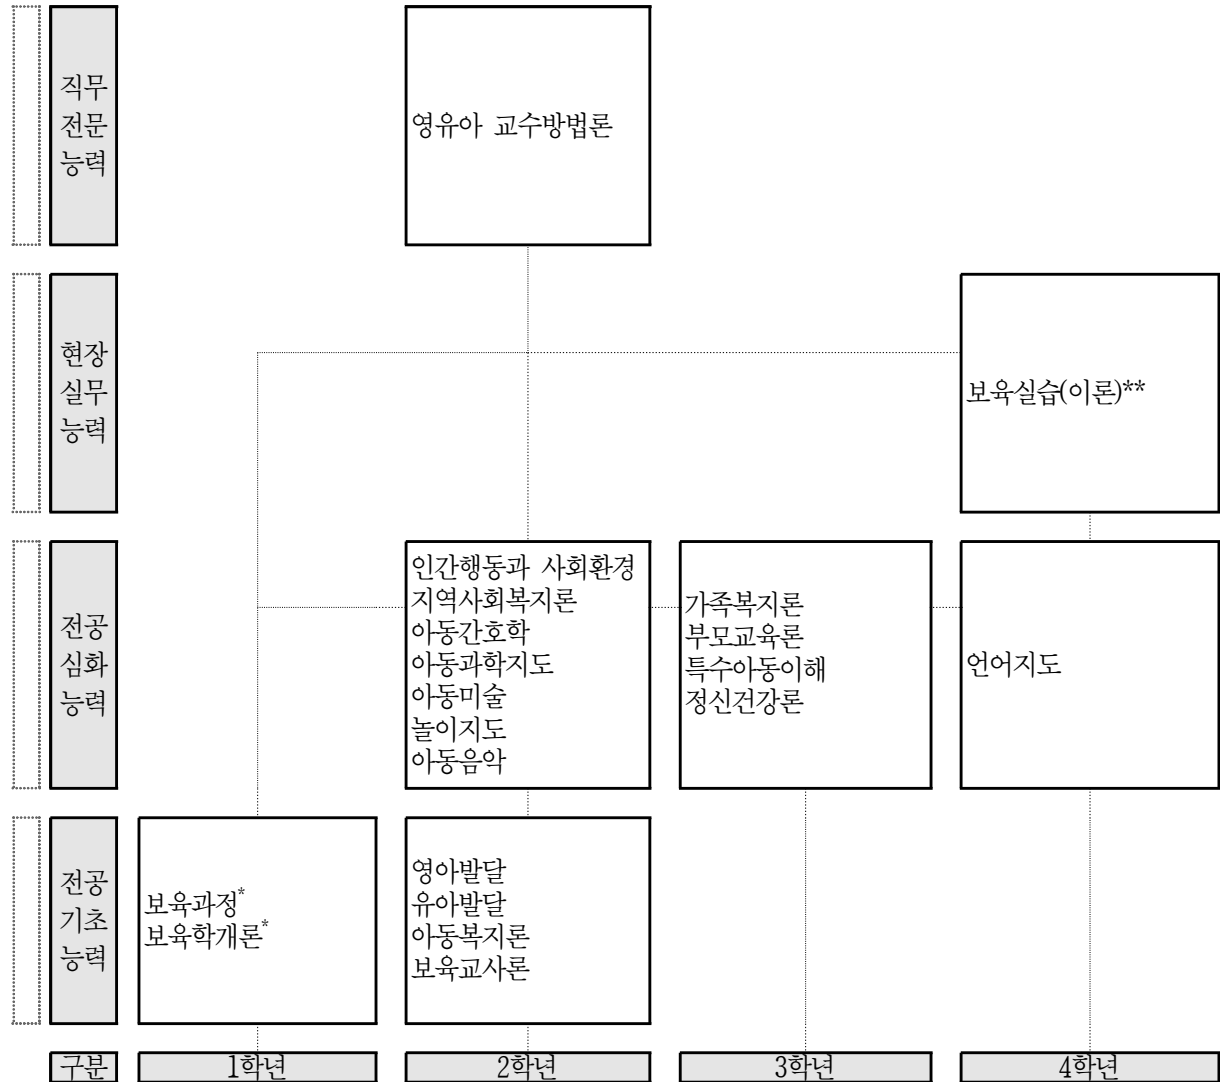 직무
전문
능력
영유아 교수방법론
현장
실무
능력
보육실습(이론)**
전공
심화
능력
인간행동과 사회환경
지역사회복지론
아동간호학
아동과학지도
아동미술
놀이지도
아동음악
가족복지론
부모교육론
특수아동이해
정신건강론
언어지도
전공
기초
능력
보육과정*
보육학개론*
영아발달
유아발달
아동복지론
보육교사론
구분
1학년
2학년
3학년
4학년